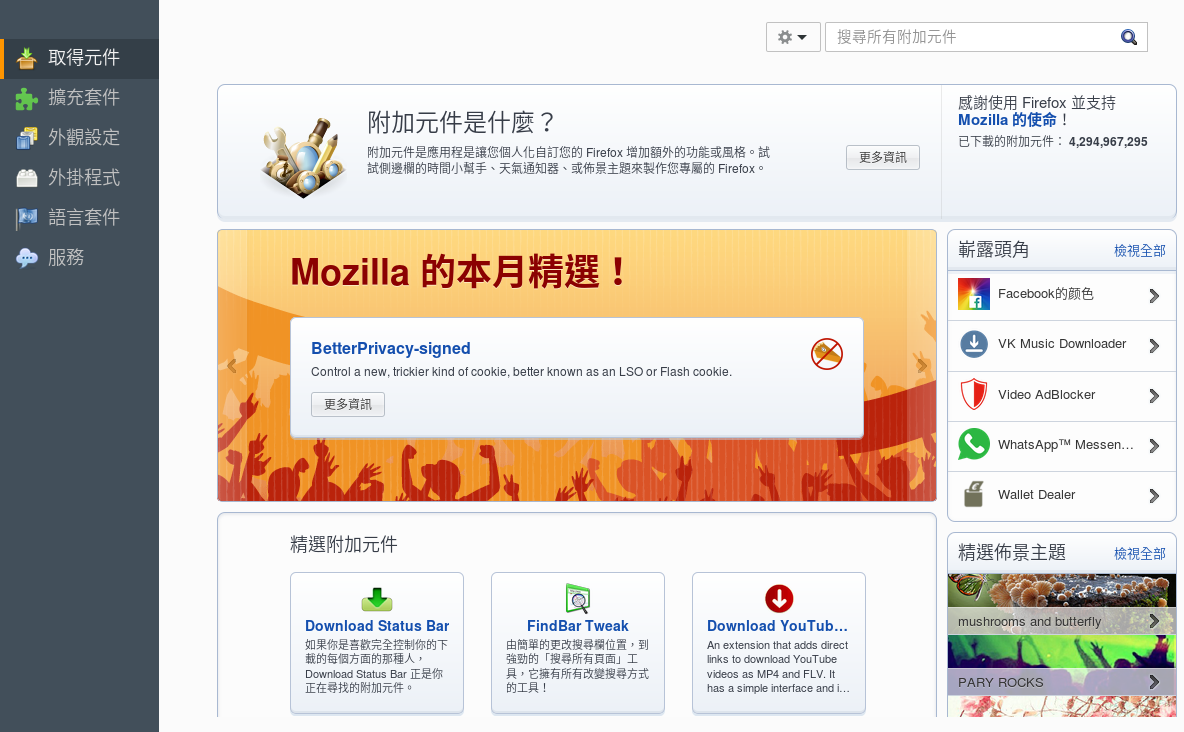 取得元件
擴充套件
外觀設定
外掛程式
語言套件
服務
搜尋所有附加元件
附加元件是什麼？
附加元件是應用程是讓您個人化自訂您的 Firefox 增加額外的功能或風格。試
試側邊欄的時間小幫手、天氣通知器、或佈景主題來製作您專屬的 Firefox。
更多資訊
感謝使用 Firefox 並支持
Mozilla 的使命！
已下載的附加元件： 4,294,967,295
Mozilla 的本月精選！
BetterPrivacy-signed
Control a new, trickier kind of cookie, better known as an LSO or Flash cookie.
更多資訊
嶄露頭角 檢視全部
Facebook的颜色
VK Music Downloader
Video AdBlocker
WhatsApp™ Messen…
Wallet Dealer
精選附加元件
Download Status Bar
如果你是喜歡完全控制你的下
載的每個方面的那種人，
Download Status Bar 正是你
正在尋找的附加元件。
FindBar Tweak
由簡單的更改搜尋欄位置，到
強勁的「搜尋所有頁面」工
具，它擁有所有改變搜尋方式
的工具！
Download YouTub…
An extension that adds direct
links to download YouTube
videos as MP4 and FLV. It
has a simple interface and i…
精選佈景主題 檢視全部
mushrooms and butterfly
PARY ROCKS